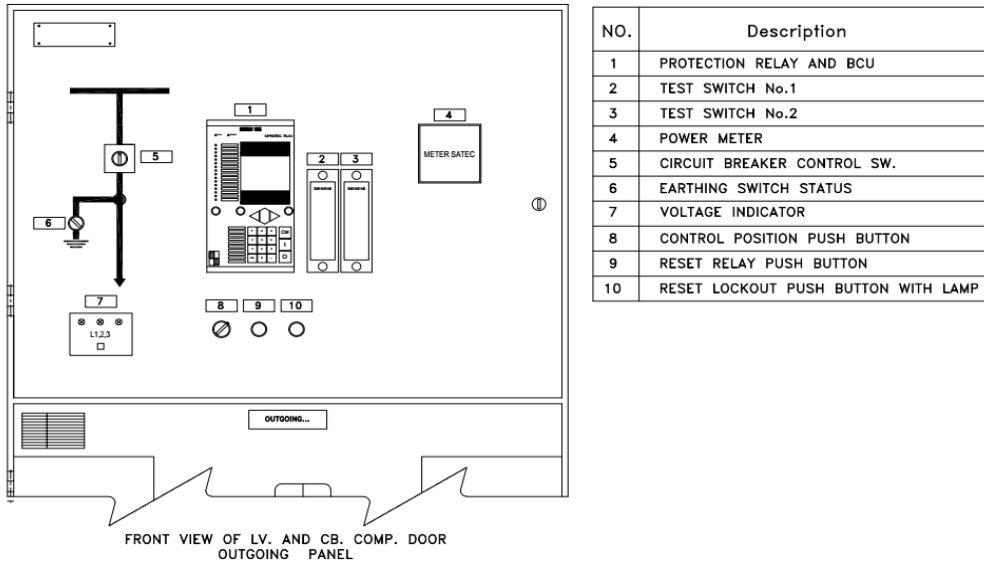 1
2
3
4
METER SATEC
5
6
7
L1,2,3
SIEMENS
SIEMENS
CM
I
O
8
9
10
OUTGOING...
FRONT VIEW OF LV. AND CB. COMP. DOOR
OUTGOING PANEL
NO. Description
1 PROTECTION RELAY AND BCU
2 TEST SWITCH No.1
3 TEST SWITCH No.2
4 POWER METER
5 CIRCUIT BREAKER CONTROL SW.
6 EARTHING SWITCH STATUS
7 VOLTAGE INDICATOR
8 CONTROL POSITION PUSH BUTTON
9 RESET RELAY PUSH BUTTON
10 RESET LOCKOUT PUSH BUTTON WITH LAMP